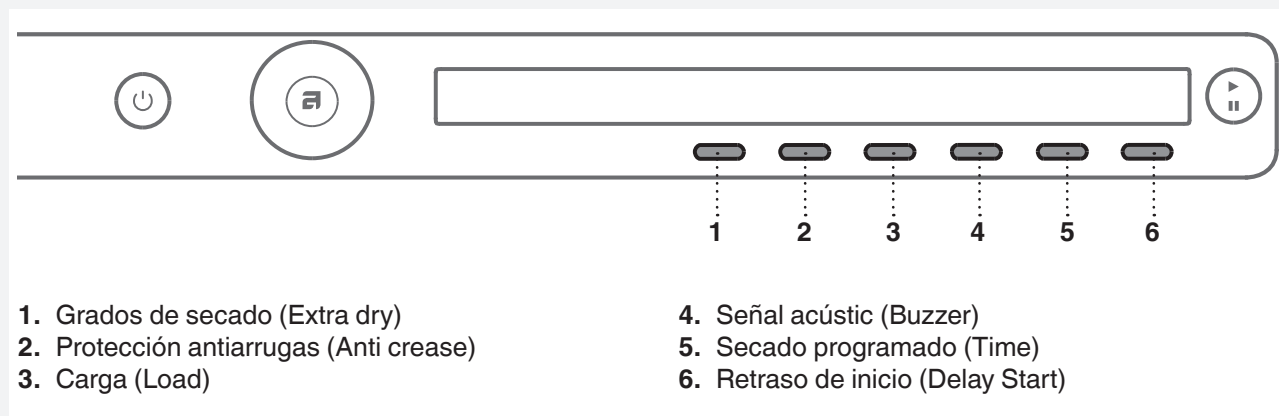 1 2 3 4 5 6
1. Grados de secado (Extra dry)
2. Protección antiarrugas (Anti crease)
3. Carga (Load)
4. Señal acústic (Buzzer)
5. Secado programado (Time)
6. Retraso de inicio (Delay Start)